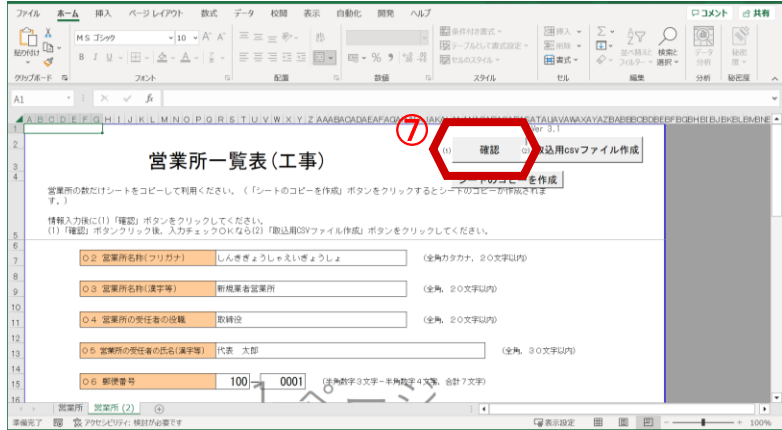 ファイル ホーム 挿入 ページ レイアウト 数式 データ 校閲 表示 自動化 開発 ヘルプ コメント 共有
ＭＳ ゴシック 10 A A 条件付き書式 挿入 Σ
貼り付け B I U A % 9 テーブルとして書式設定 削除 並べ替えと 検索と データ 秘密
セルのスタイル 書式 フィルター 選択 分析 度
クリップボード フォント 配置 数値 スタイル セル 編集 分析 秘密度
A1 fx
Ver 3.1
⑦
(1) 確認 (2) 取込用csvファイル作成
営業所一覧表(工事)
シートのコピーを作成
営業所の数だけシートをコピーして利用ください。（「シートのコピーを作成」ボタンをクリックするとシートのコピーが作成されます。）
情報入力後に(1)「確認」ボタンをクリックしてください。
(1)「確認」ボタンクリック後、入力チェックＯＫなら(2)「取込用CSVファイル作成」ボタンをクリックしてください。
０２ 営業所名称(フリガナ) しんきぎょうしゃえいぎょうしょ (全角カタカナ、２０文字以内)
０３ 営業所名称(漢字等) 新規業者営業所 (全角、２０文字以内)
０４ 営業所の受任者の役職 取締役 (全角、２０文字以内)
０５ 営業所の受任者の氏名(漢字等) 代表 太郎 (全角、３０文字以内)
０６ 郵便番号 100 － 0001 (半角数字３文字－半角数字４文字、合計７文字)
営業所 営業所 (2)
準備完了 アクセシビリティ: 検討が必要です 表示設定 100%